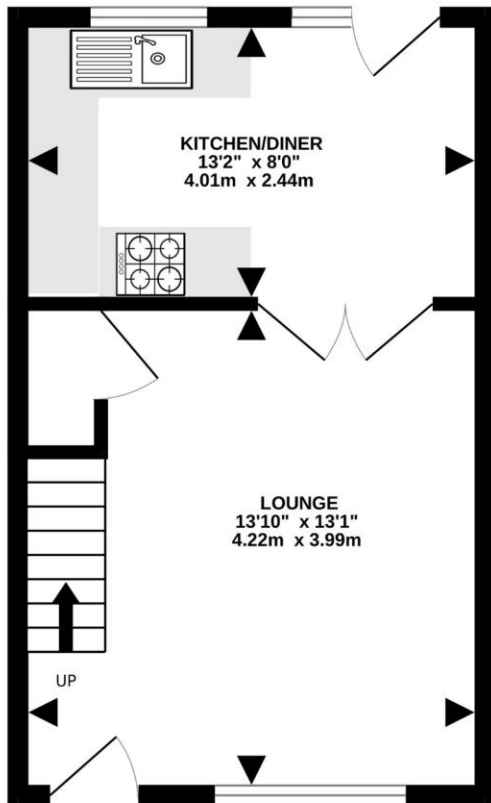 KITCHEN/DINER
13'2" x 8'0"
4.01m x 2.44m
LOUNGE
13'10" x 13'1"
4.22m x 3.99m
UP